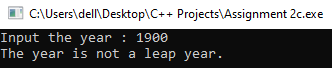 C:\Users\dell\Desktop\C++ Projects\Assignment 2c.exe
Input the year : 1900
The year is not a leap year.